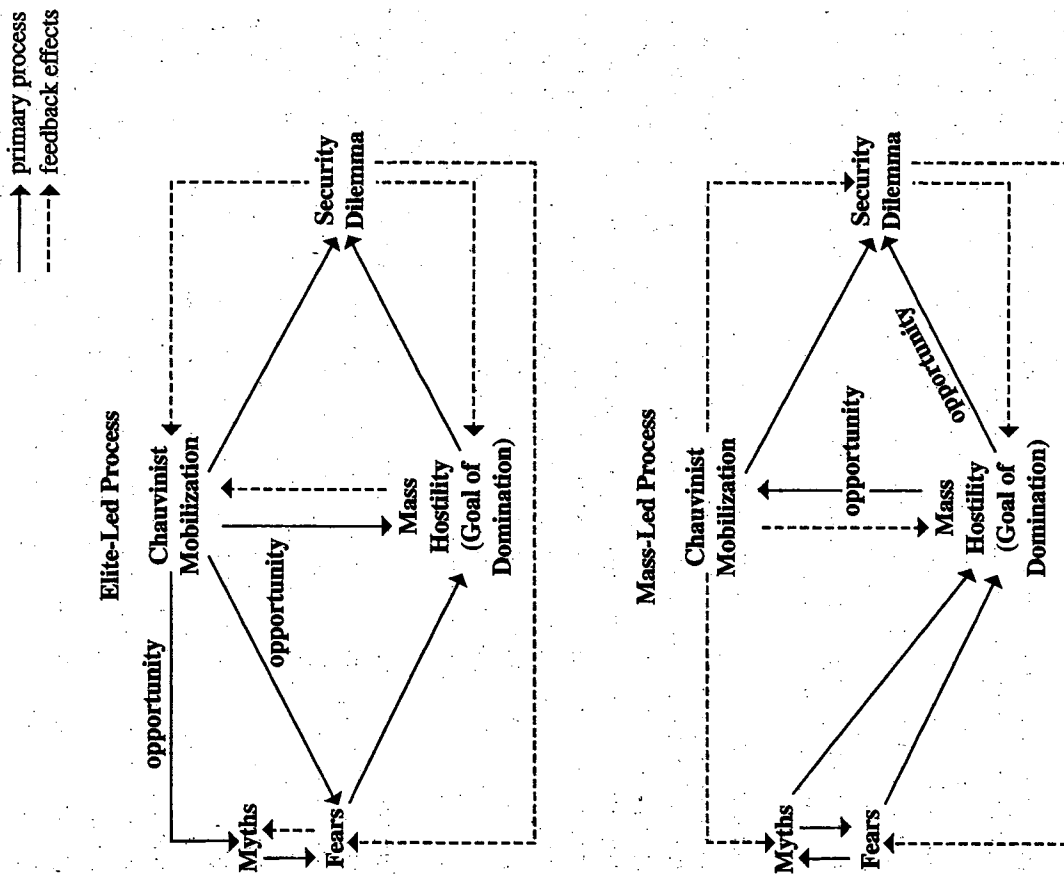 primary process
feedback effects
Elite-Led Process
opportunity
Chauvinist
Mobilization
opportunity
Myths
Fears
Mass
Hostility
(Goal of
Domination)
Security
Dilemma
Mass-Led Process
Chauvinist
Mobilization
opportunity
Myths
Fears
Mass
Hostility
(Goal of
Domination)
opportunity
Security
Dilemma